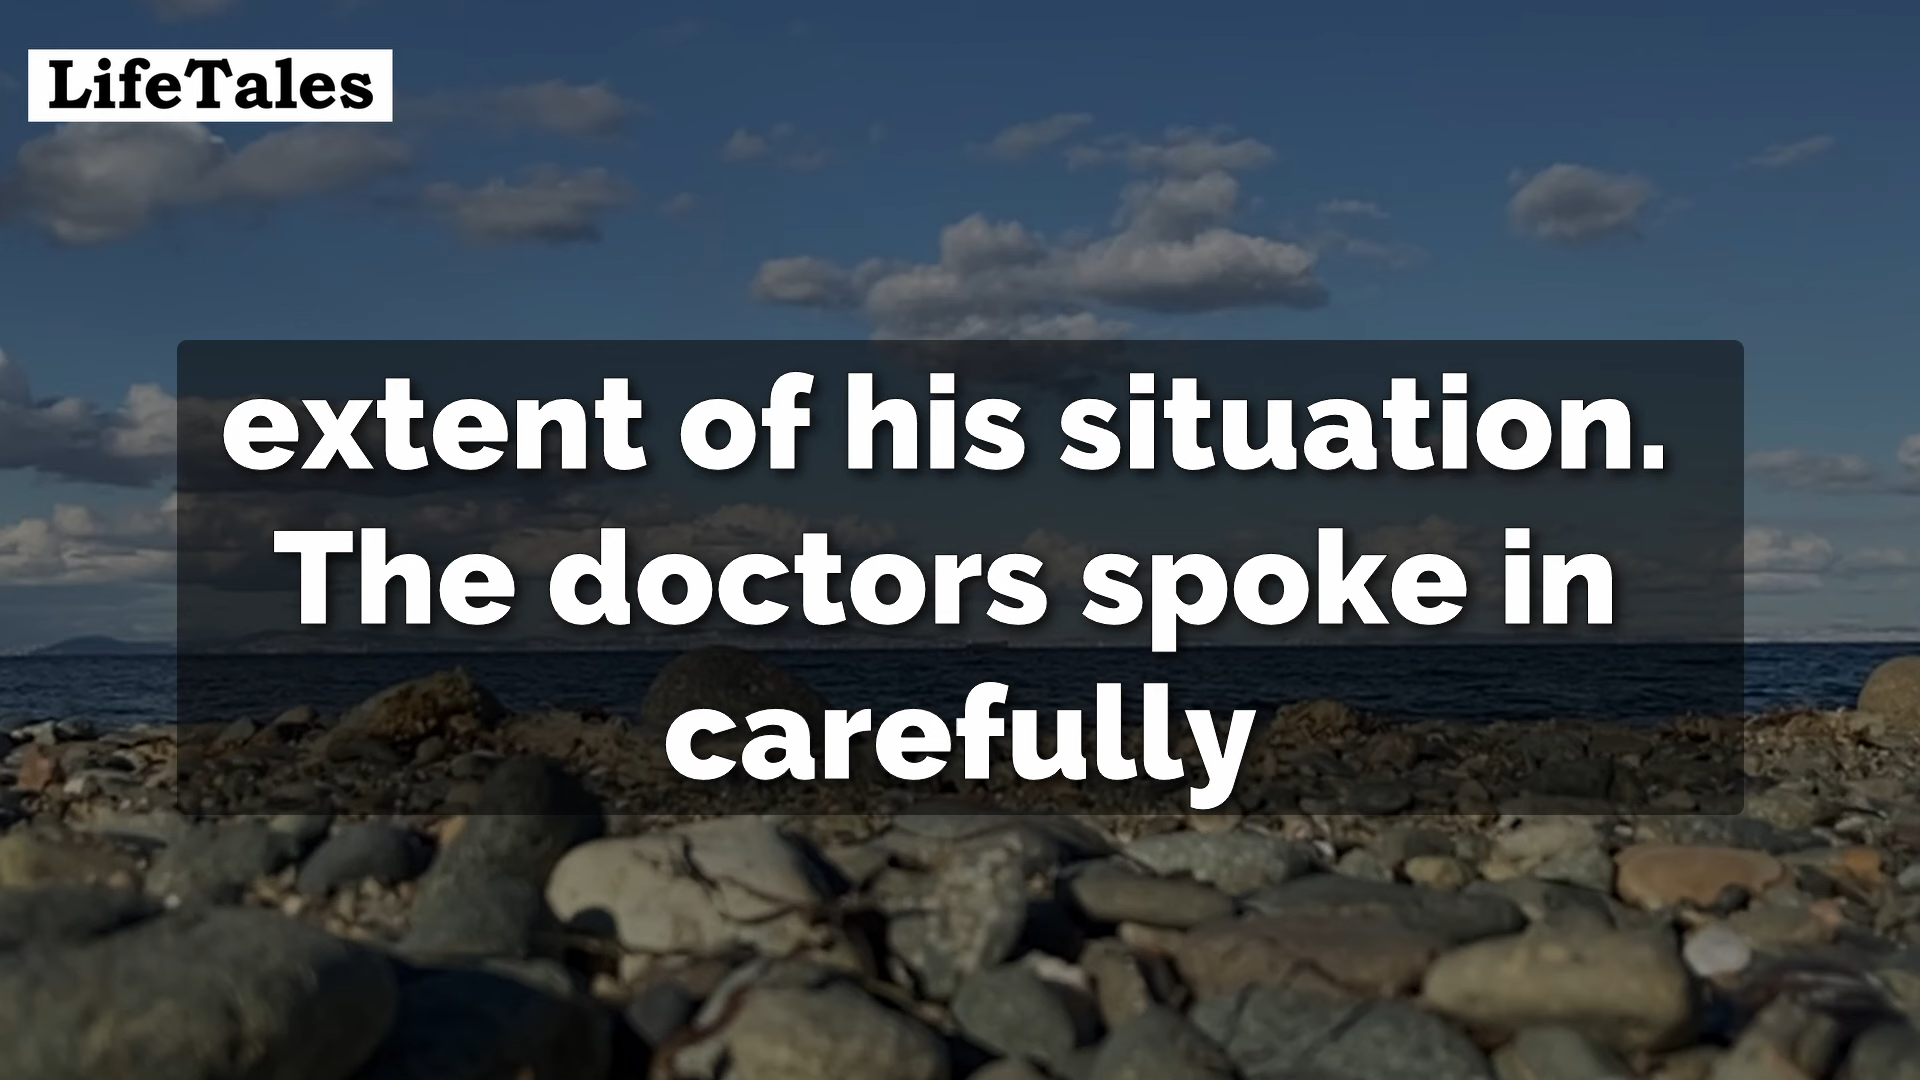 LifeTales
extent of his situation.
The doctors spoke in
carefully